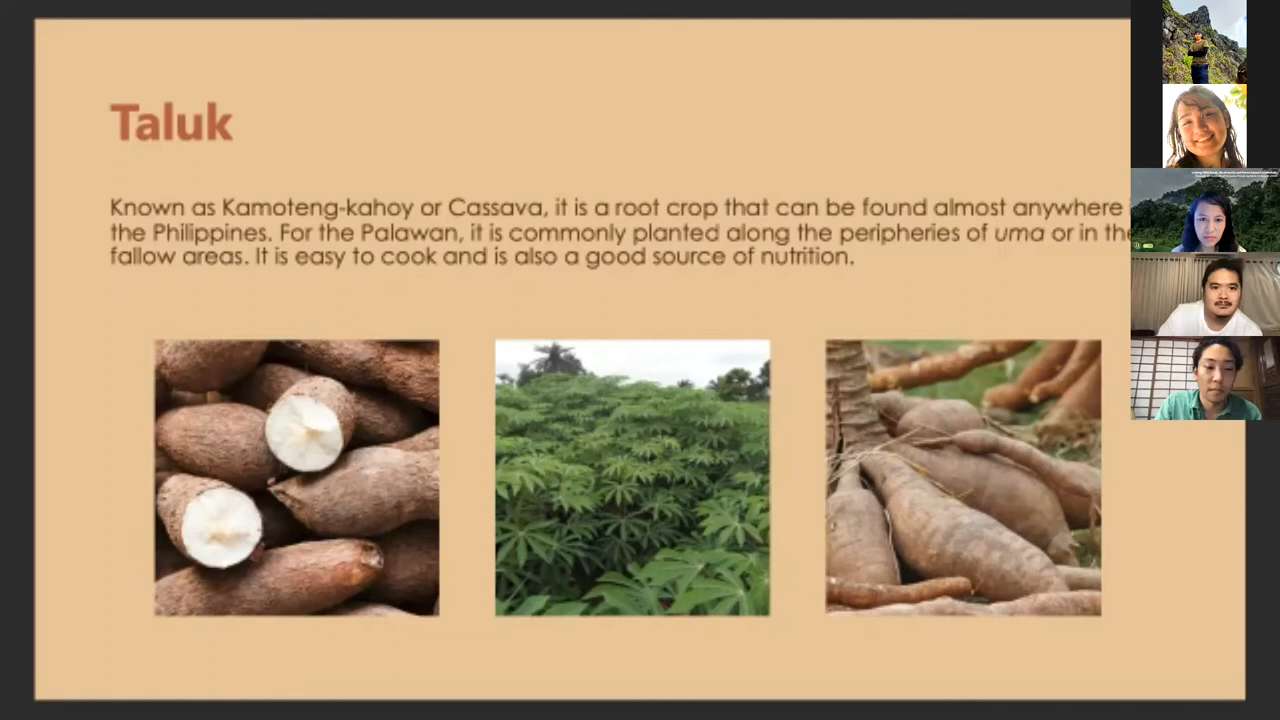 Taluk
Known as Kamoteng-kahoy or Cassava, it is a root crop that can be found almost anywhere
the Philippines. For the Palawan, it is commonly planted along the peripheries of uma or in the
fallow areas. It is easy to cook and is also a good source of nutrition.